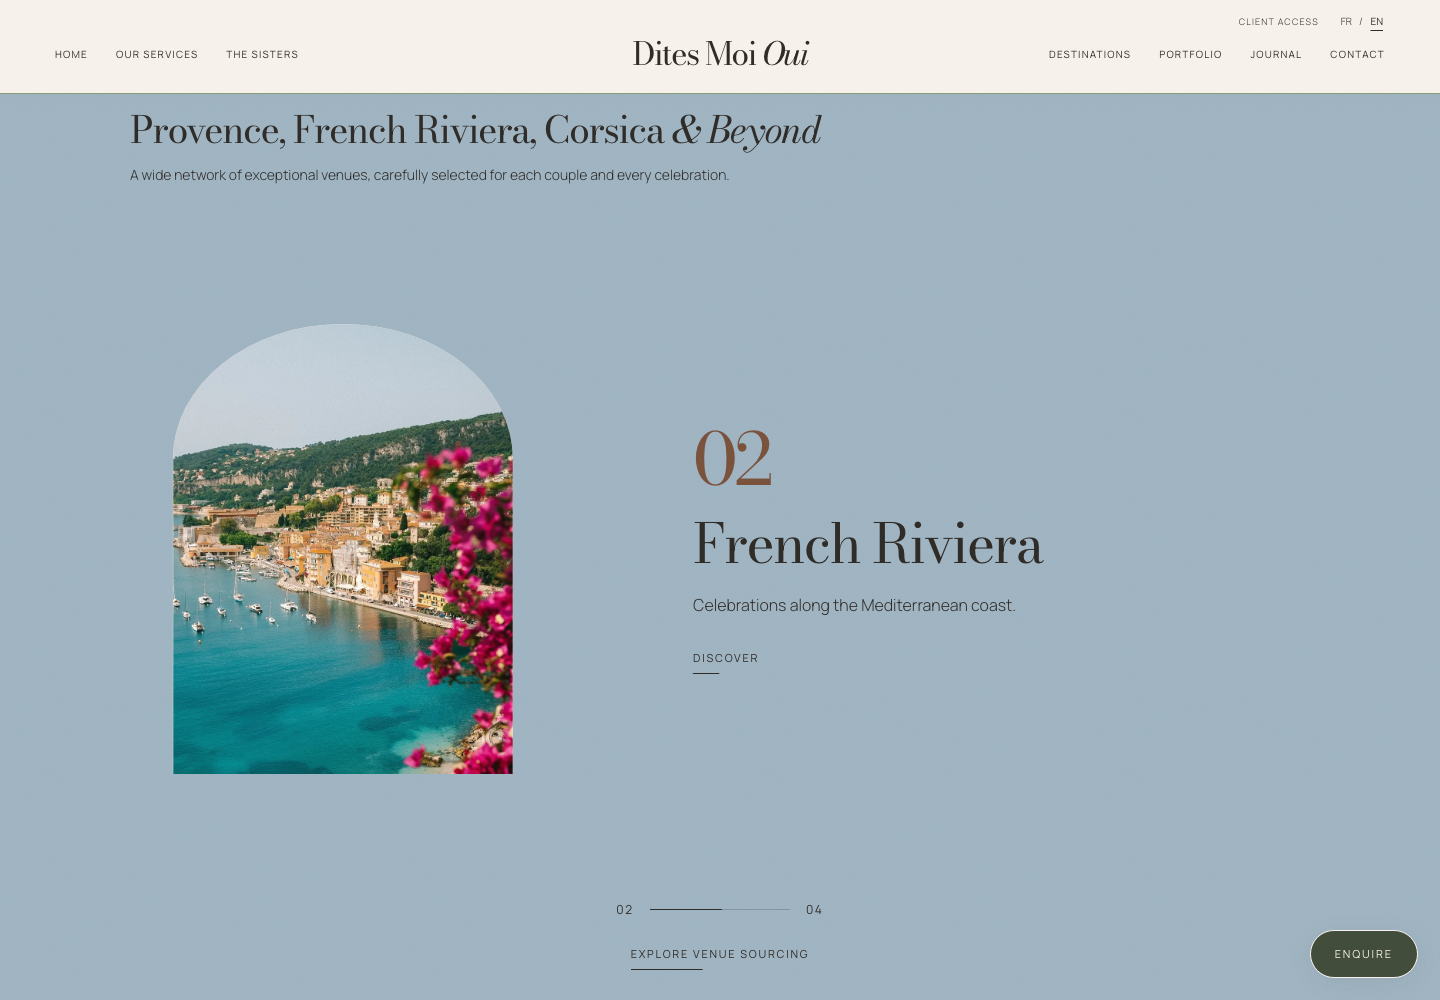 CLIENT ACCESS FR / EN
HOME OUR SERVICES THE SISTERS Dites Moi Oui DESTINATIONS PORTFOLIO JOURNAL CONTACT
Provence, French Riviera, Corsica & Beyond
A wide network of exceptional venues, carefully selected for each couple and every celebration.
02
French Riviera
Celebrations along the Mediterranean coast.
DISCOVER
02 04
EXPLORE VENUE SOURCING
ENQUIRE